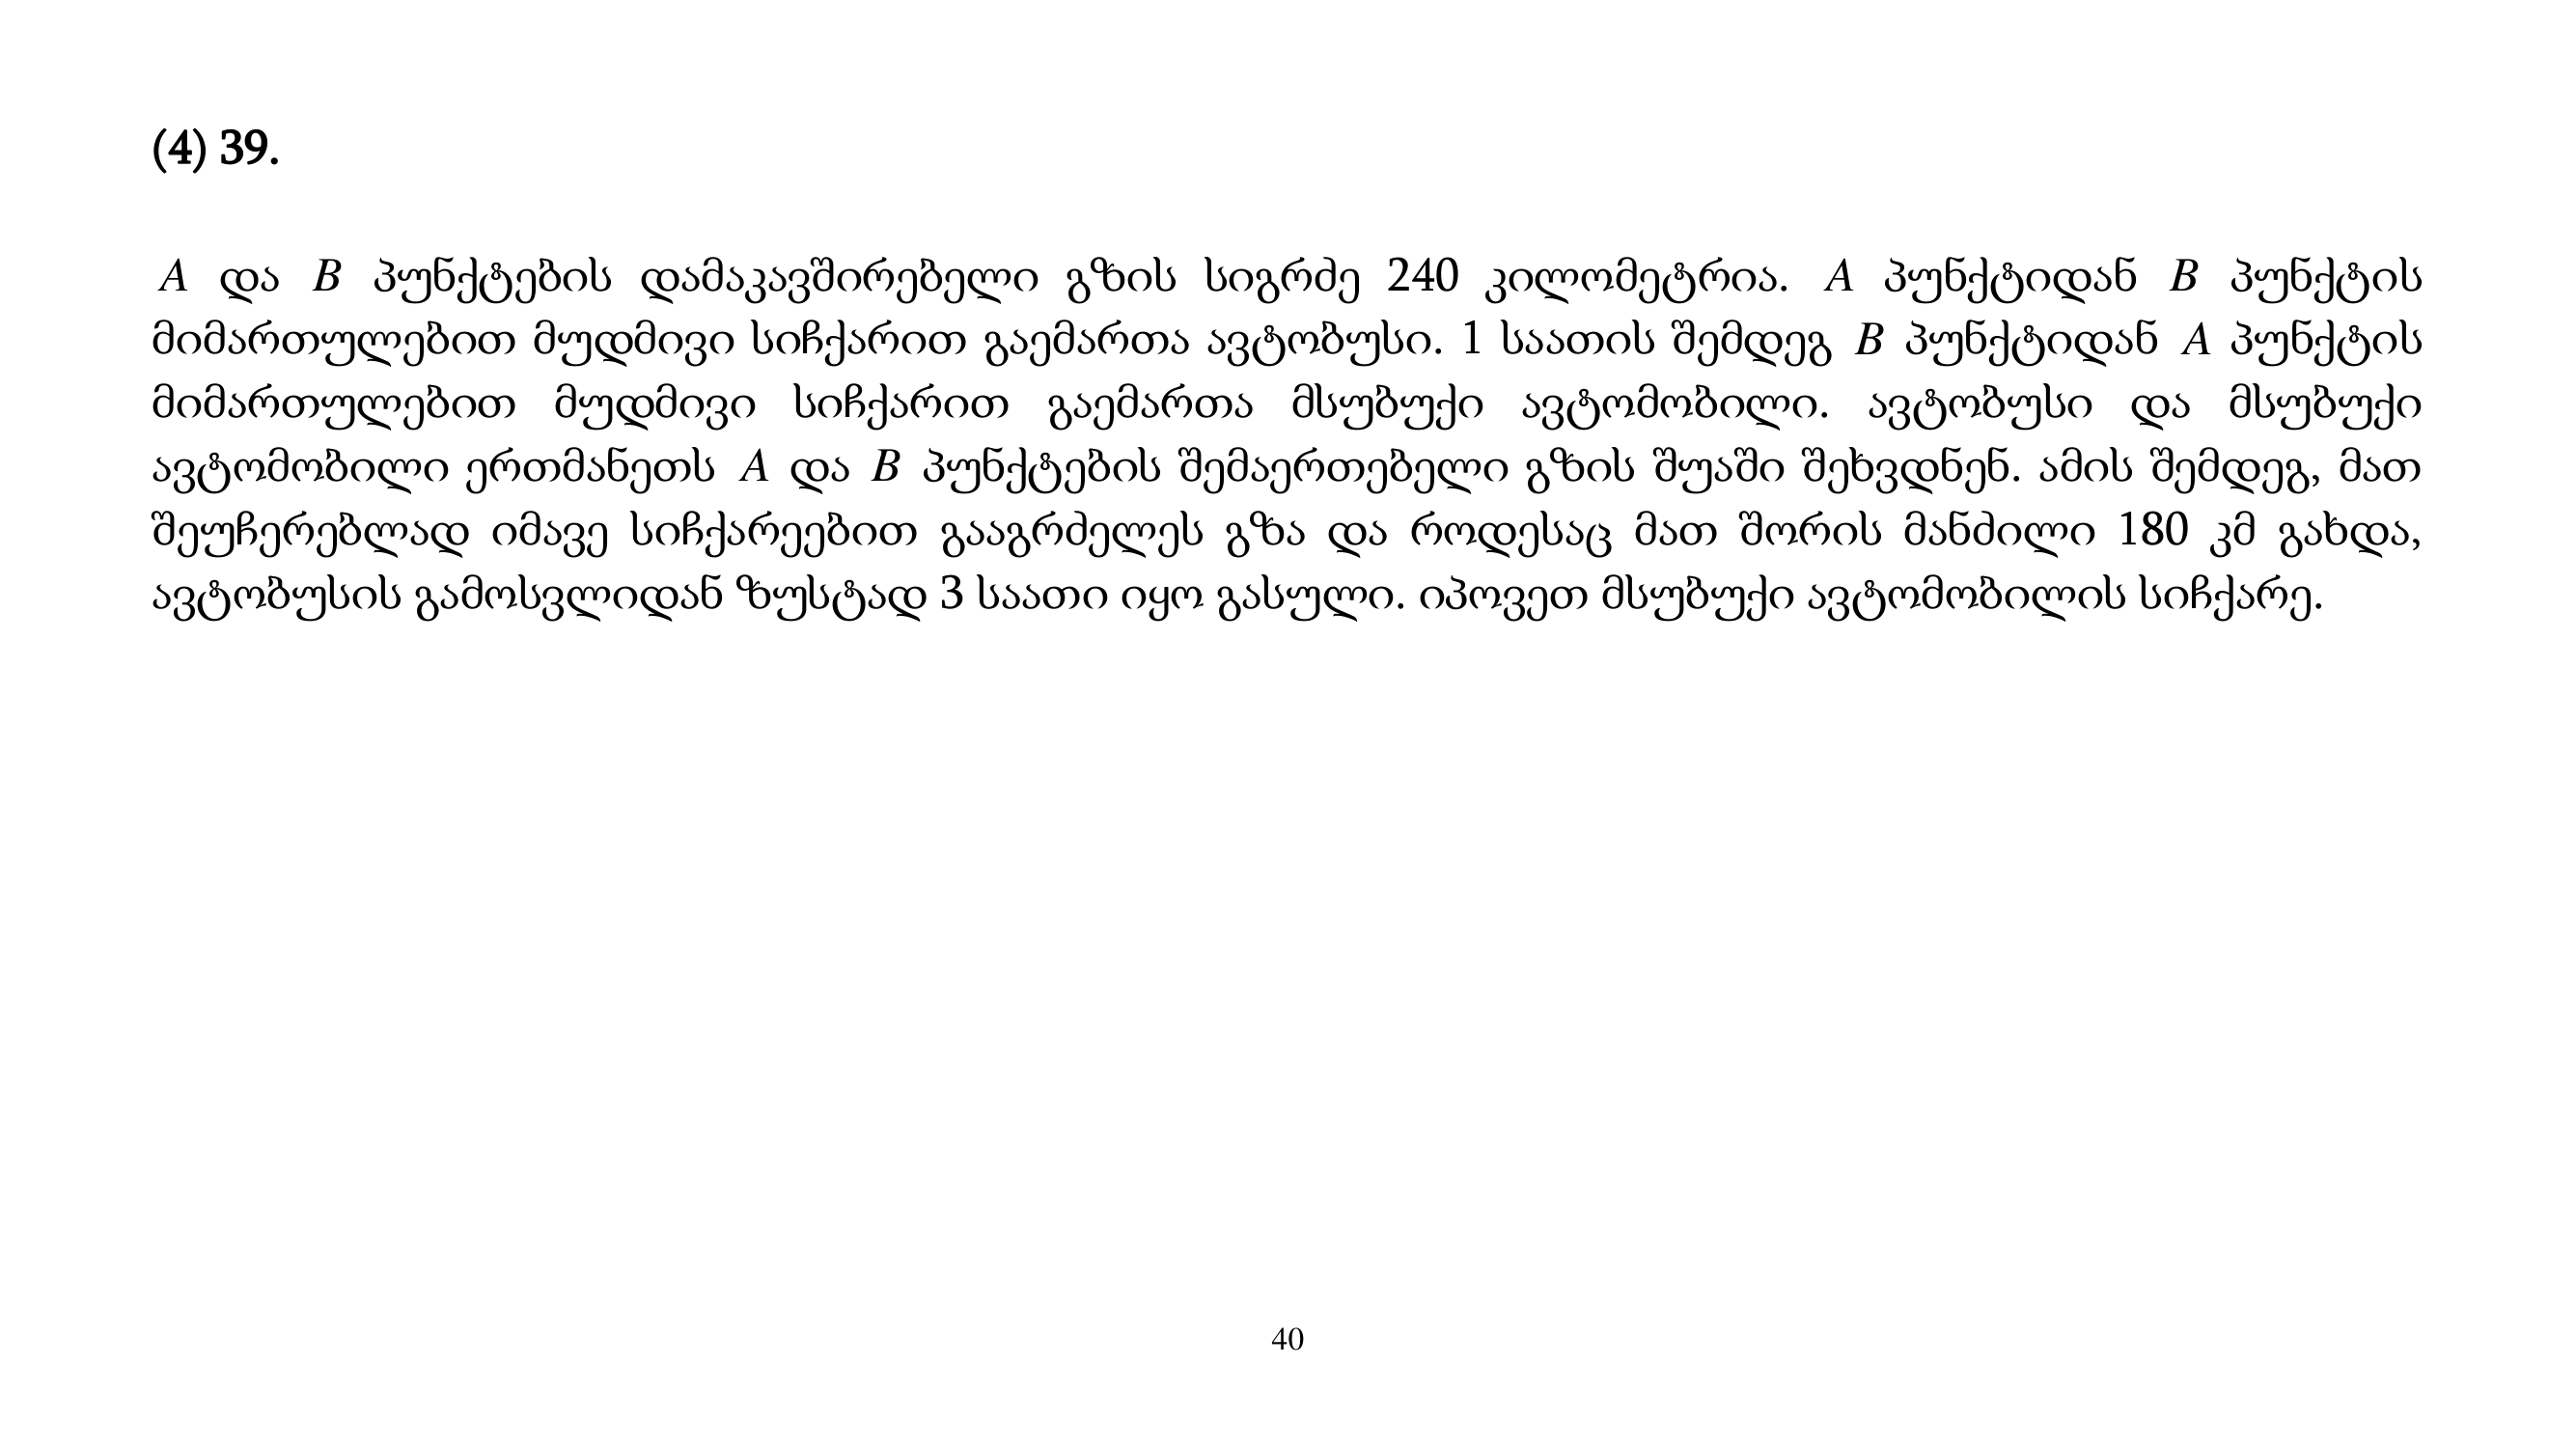 (4) 39.
A და B პუნქტების დამაკავშირებელი გზის სიგრძე 240 კილომეტრია. A პუნქტიდან B პუნქტის
მიმართულებით მუდმივი სიჩქარით გაემართა ავტობუსი. 1 საათის შემდეგ B პუნქტიდან A პუნქტის
მიმართულებით მუდმივი სიჩქარით გაემართა მსუბუქი ავტომობილი. ავტობუსი და მსუბუქი
ავტომობილი ერთმანეთს A და B პუნქტების შემაერთებელი გზის შუაში შეხვდნენ. ამის შემდეგ, მათ
შეუჩერებლად იმავე სიჩქარეებით გააგრძელეს გზა და როდესაც მათ შორის მანძილი 180 კმ გახდა,
ავტობუსის გამოსვლიდან ზუსტად 3 საათი იყო გასული. იპოვეთ მსუბუქი ავტომობილის სიჩქარე.
40